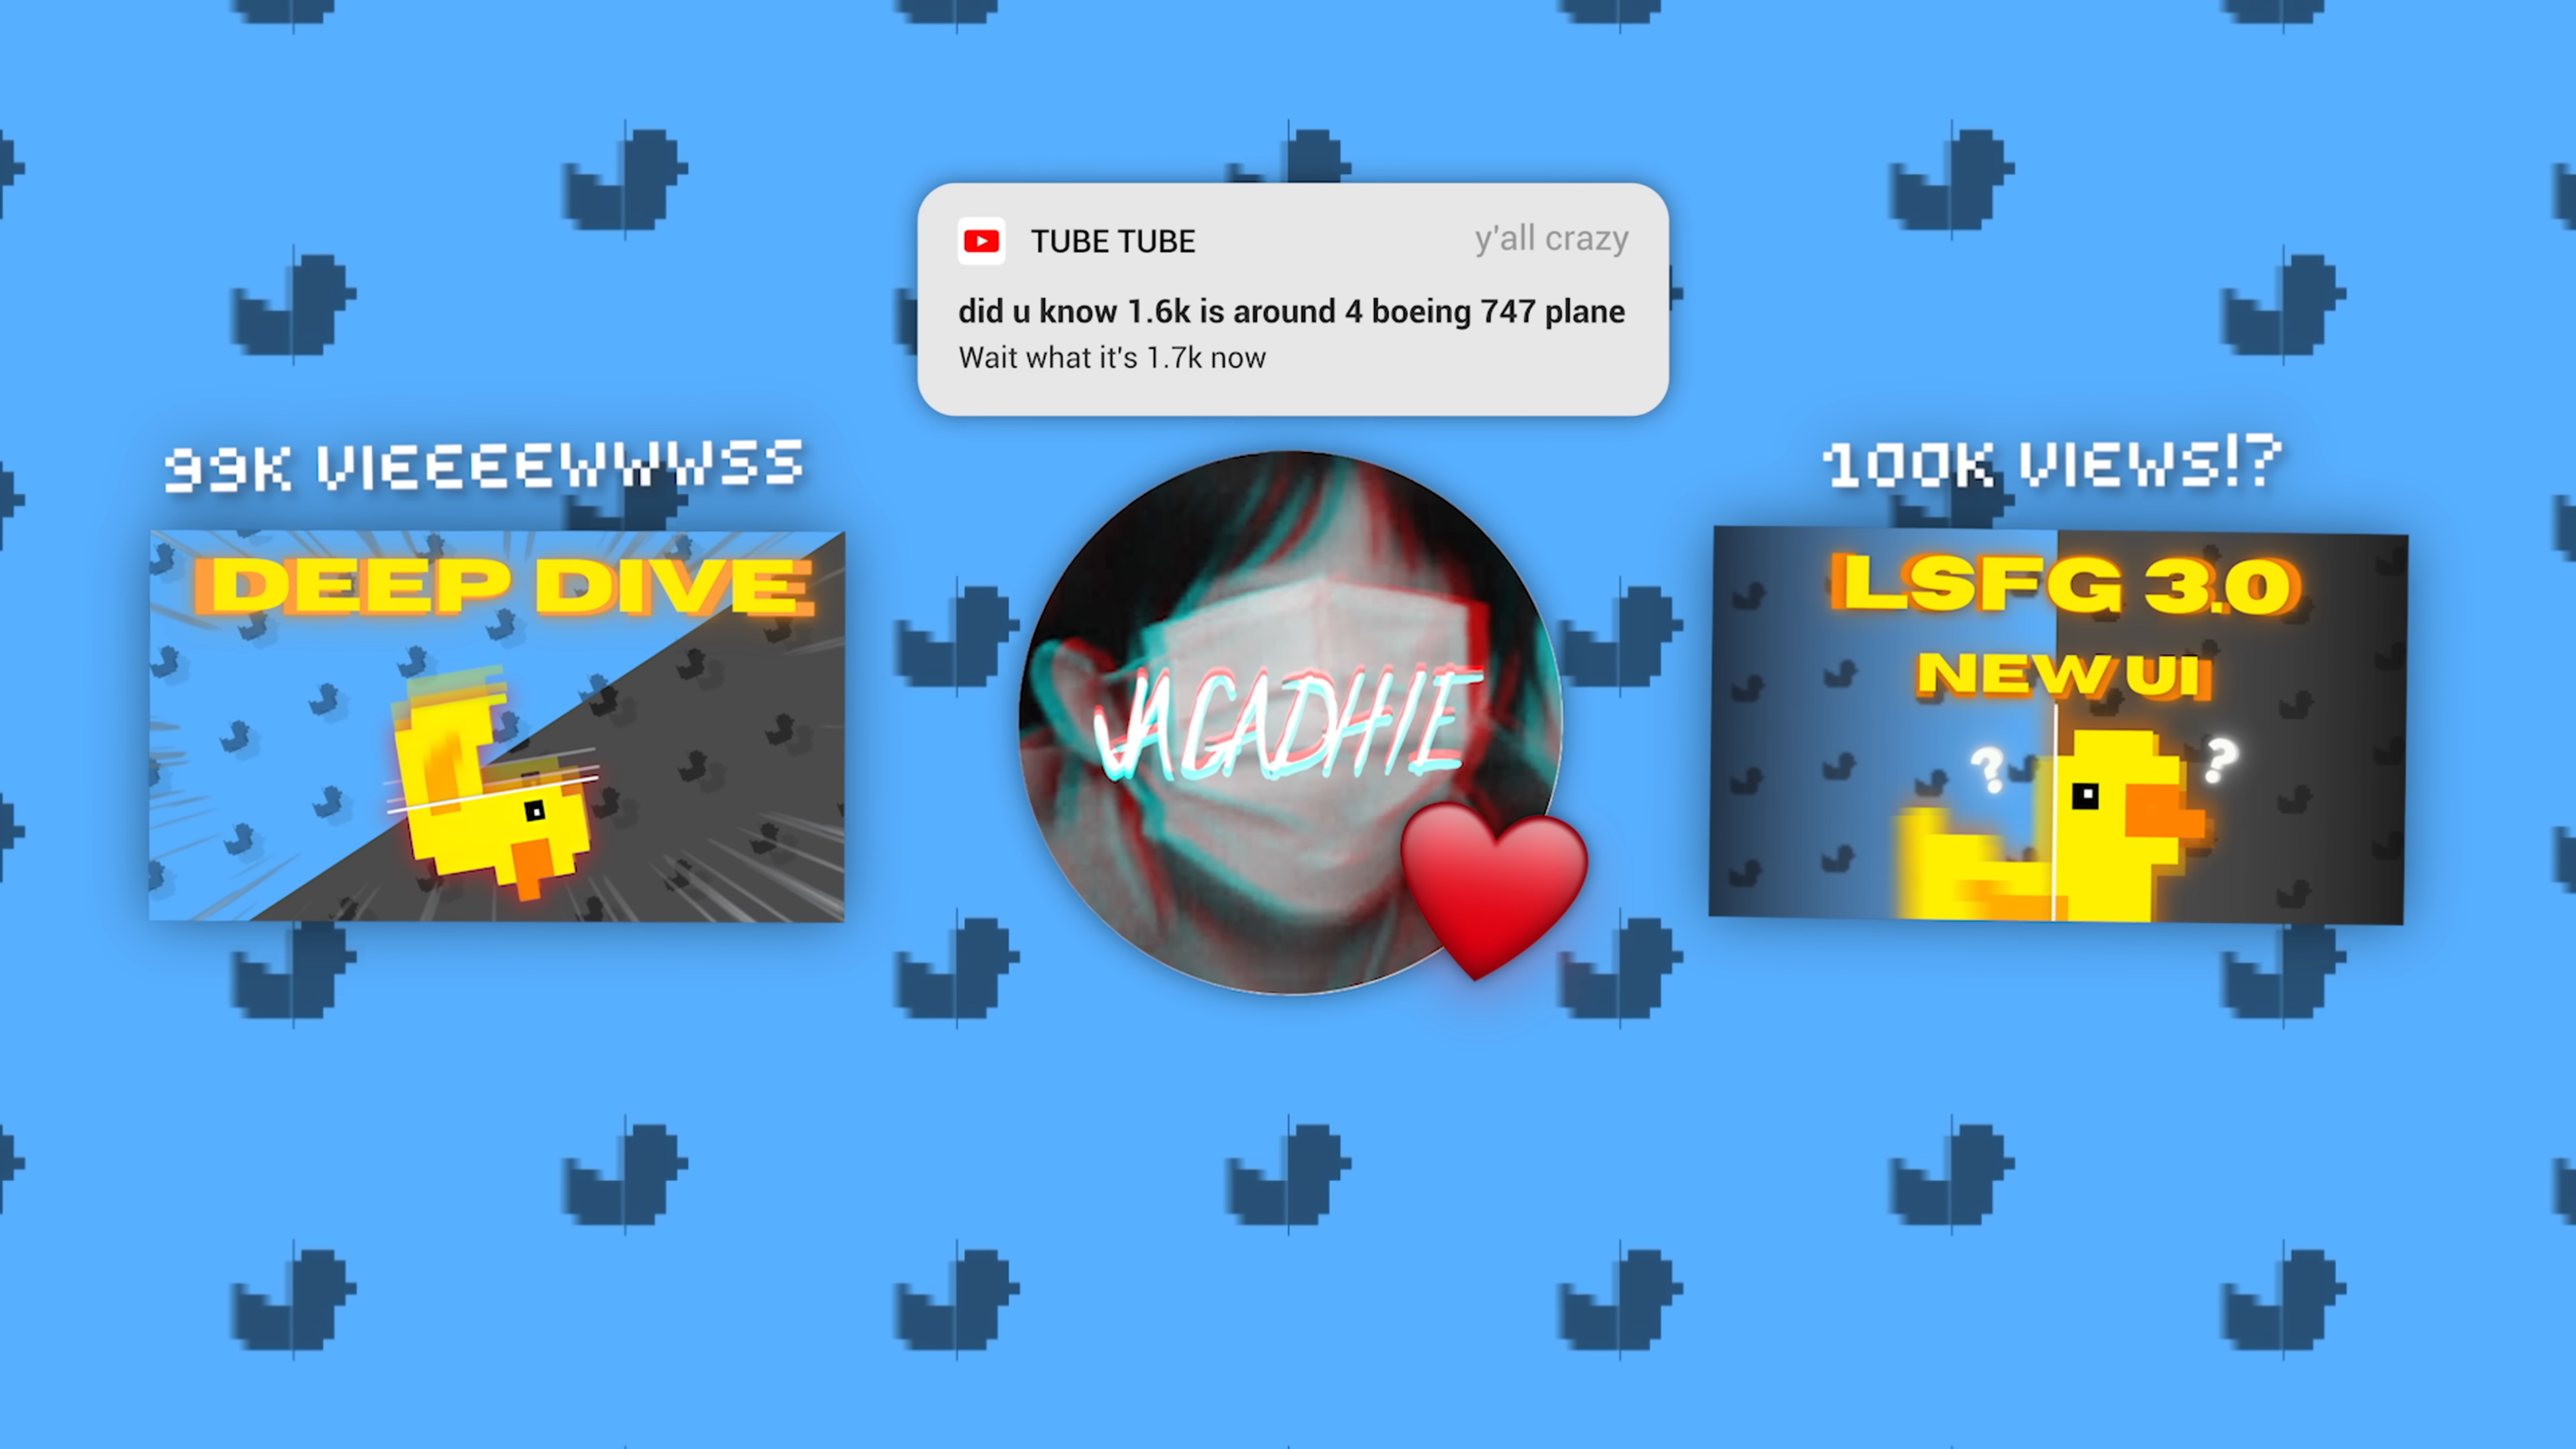 TUBE TUBE
y'all crazy
did u know 1.6k is around 4 boeing 747 plane
Wait what it's 1.7k now
99K VIEEEEWWWSS
DEEP DIVE
JAGADHIE
100K VIEWS!?
LSFG 3.0
NEW UI
? ?